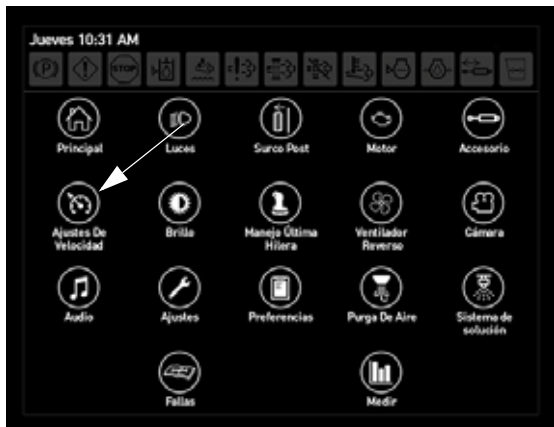 Jueves 10:31 AM
(P) STOP
Principal Luces Surco Post Motor Accesorio
Ajustes De Velocidad Brillo Manejo Última Hilera Ventilador Reverso Cámara
Audio Ajustes Preferencias Purga De Aire Sistema de solución
Fallas Medir